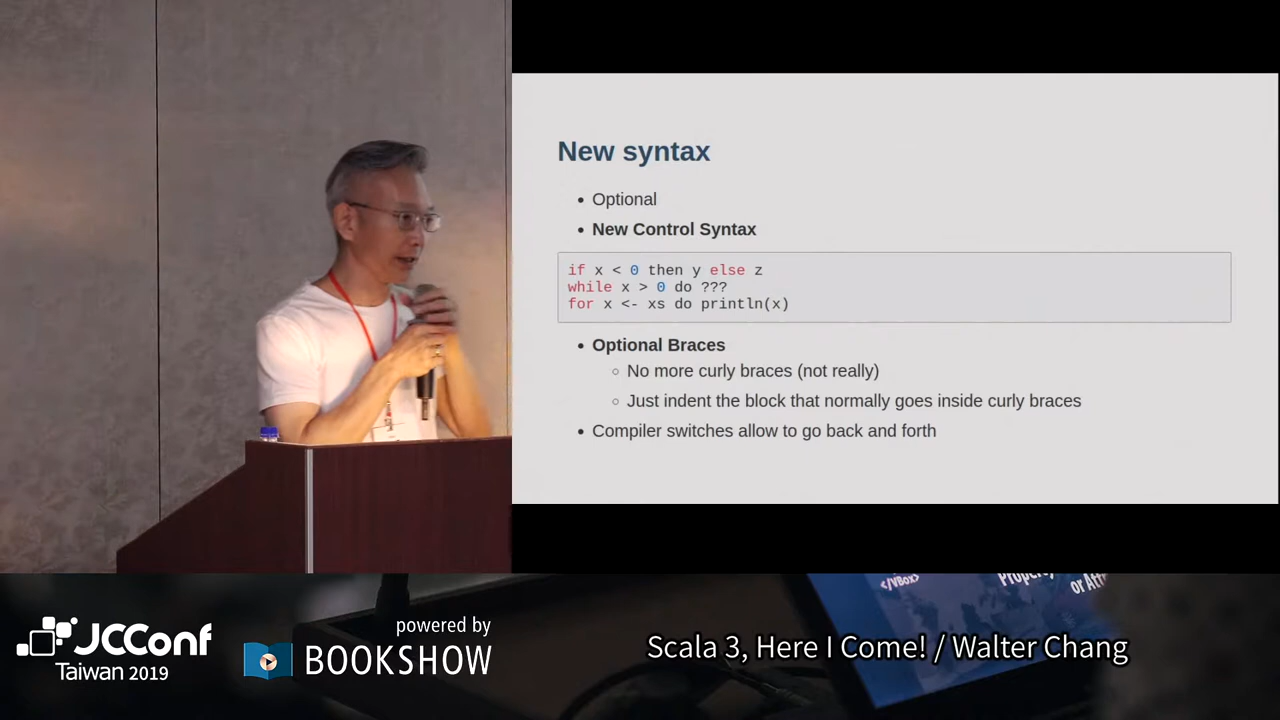 New syntax
• Optional
• New Control Syntax
if x < 0 then y else z
while x > 0 do ???
for x <- xs do println(x)
• Optional Braces
○ No more curly braces (not really)
○ Just indent the block that normally goes inside curly braces
• Compiler switches allow to go back and forth
</VBox>
or
JCConf
Taiwan 2019
powered by
BOOKSHOW
Scala 3, Here I Come! / Walter Chang